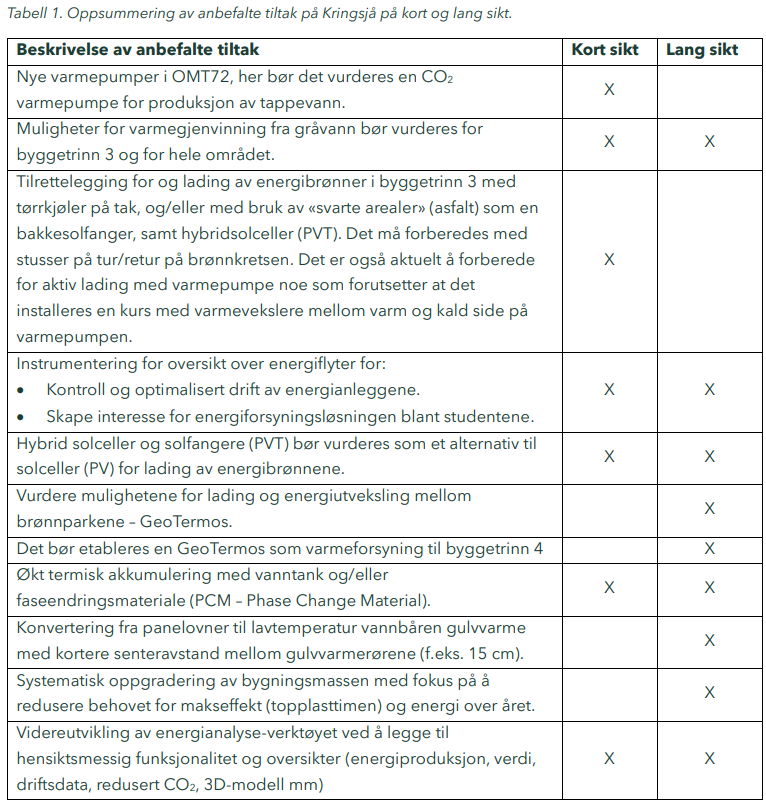 Tabell 1. Oppsummering av anbefalte tiltak på Kringsjå på kort og lang sikt.
Beskrivelse av anbefalte tiltak Kort sikt Lang sikt
Nye varmepumper i OMT72, her bør det vurderes en CO₂
varmepumpe for produksjon av tappevann.
X
Muligheter for varmegjenvinning fra gråvann bør vurderes for
byggetrinn 3 og for hele området.
X X
Tilrettelegging for og lading av energibrønner i byggetrinn 3 med
tørrkjøler på tak, og/eller med bruk av «svarte arealer» (asfalt) som en
bakkesolfanger, samt hybridsolceller (PVT). Det må forberedes med
stusser på tur/retur på brønnkretsen. Det er også aktuelt å forberede
for aktiv lading med varmepumpe noe som forutsetter at det
installeres en kurs med varmevekslere mellom varm og kald side på
varmepumpen.
X
Instrumentering for oversikt over energiflyter for:
• Kontroll og optimalisert drift av energianleggene.
• Skape interesse for energiforsyningsløsningen blant studentene.
X X
Hybrid solceller og solfangere (PVT) bør vurderes som et alternativ til
solceller (PV) for lading av energibrønnene.
X X
Vurdere mulighetene for lading og energiutveksling mellom
brønnparkene – GeoTermos.
X
Det bør etableres en GeoTermos som varmeforsyning til byggetrinn 4 X
Økt termisk akkumulering med vanntank og/eller
faseendringsmateriale (PCM – Phase Change Material).
X X
Konvertering fra panelovner til lavtemperatur vannbåren gulvvarme
med kortere senteravstand mellom gulvvarmerørene (f.eks. 15 cm).
X
Systematisk oppgradering av bygningsmassen med fokus på å
redusere behovet for makseffekt (topplasttimen) og energi over året.
X
Videreutvikling av energianalyse-verktøyet ved å legge til
hensiktsmessig funksjonalitet og oversikter (energiproduksjon, verdi,
driftsdata, redusert CO₂, 3D-modell mm)
X X